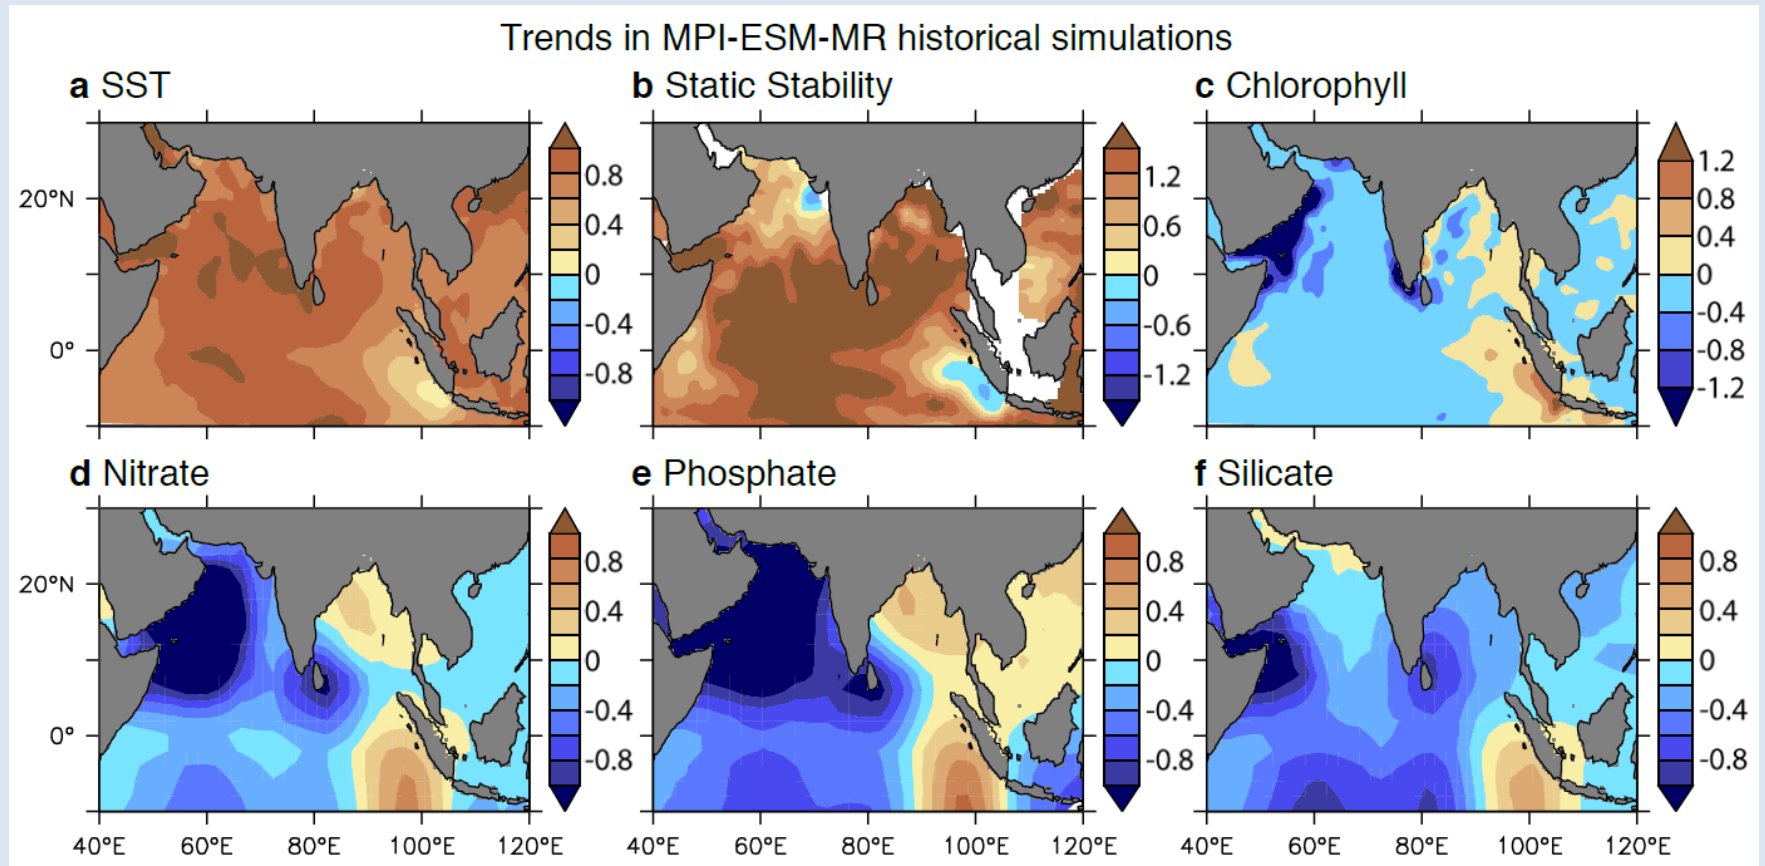 Trends in MPI-ESM-MR historical simulations
a SST
b Static Stability
c Chlorophyll
20°N
0°
0.8
0.4
0
-0.4
-0.8
1.2
0.6
0
-0.6
-1.2
1.2
0.8
0.4
0
-0.4
-0.8
-1.2
d Nitrate
e Phosphate
f Silicate
20°N
0°
0.8
0.4
0
-0.4
-0.8
0.8
0.4
0
-0.4
-0.8
0.8
0.4
0
-0.4
-0.8
40°E 60°E 80°E 100°E 120°E
40°E 60°E 80°E 100°E 120°E
40°E 60°E 80°E 100°E 120°E